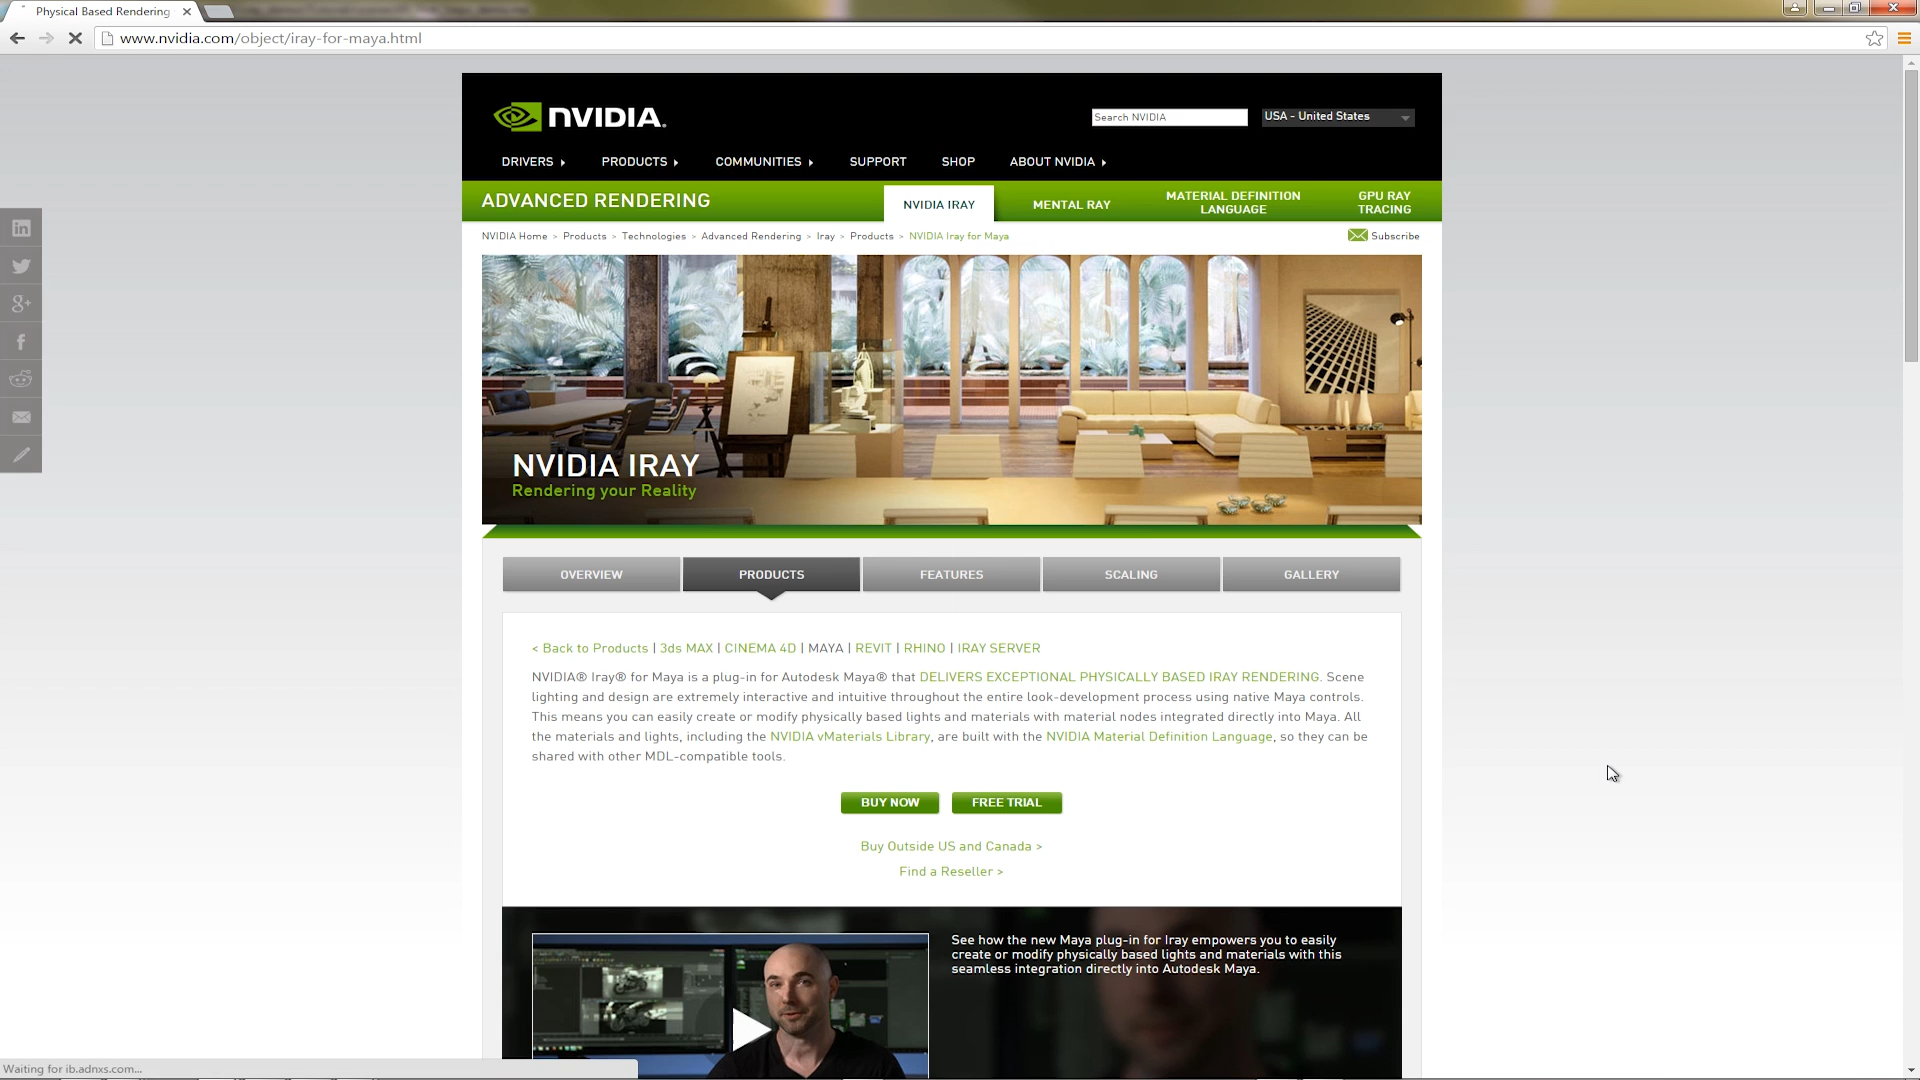 Physical Based Rendering
www.nvidia.com/object/iray-for-maya.html
NVIDIA.
Search NVIDIA
USA - United States
DRIVERS PRODUCTS COMMUNITIES SUPPORT SHOP ABOUT NVIDIA
ADVANCED RENDERING
NVIDIA IRAY
MENTAL RAY
MATERIAL DEFINITION
LANGUAGE
GPU RAY
TRACING
NVIDIA Home > Products > Technologies > Advanced Rendering > Iray > Products > NVIDIA Iray for Maya
Subscribe
in
g+
f
NVIDIA IRAY
Rendering your Reality
OVERVIEW PRODUCTS FEATURES SCALING GALLERY
< Back to Products | 3ds MAX | CINEMA 4D | MAYA | REVIT | RHINO | IRAY SERVER
NVIDIA® Iray® for Maya is a plug-in for Autodesk Maya® that DELIVERS EXCEPTIONAL PHYSICALLY BASED IRAY RENDERING. Scene
lighting and design are extremely interactive and intuitive throughout the entire look-development process using native Maya controls.
This means you can easily create or modify physically based lights and materials with material nodes integrated directly into Maya. All
the materials and lights, including the NVIDIA vMaterials Library, are built with the NVIDIA Material Definition Language, so they can be
shared with other MDL-compatible tools.
BUY NOW FREE TRIAL
Buy Outside US and Canada >
Find a Reseller >
See how the new Maya plug-in for Iray empowers you to easily
create or modify physically based lights and materials with this
seamless integration directly into Autodesk Maya.
Waiting for ib.adnxs.com...